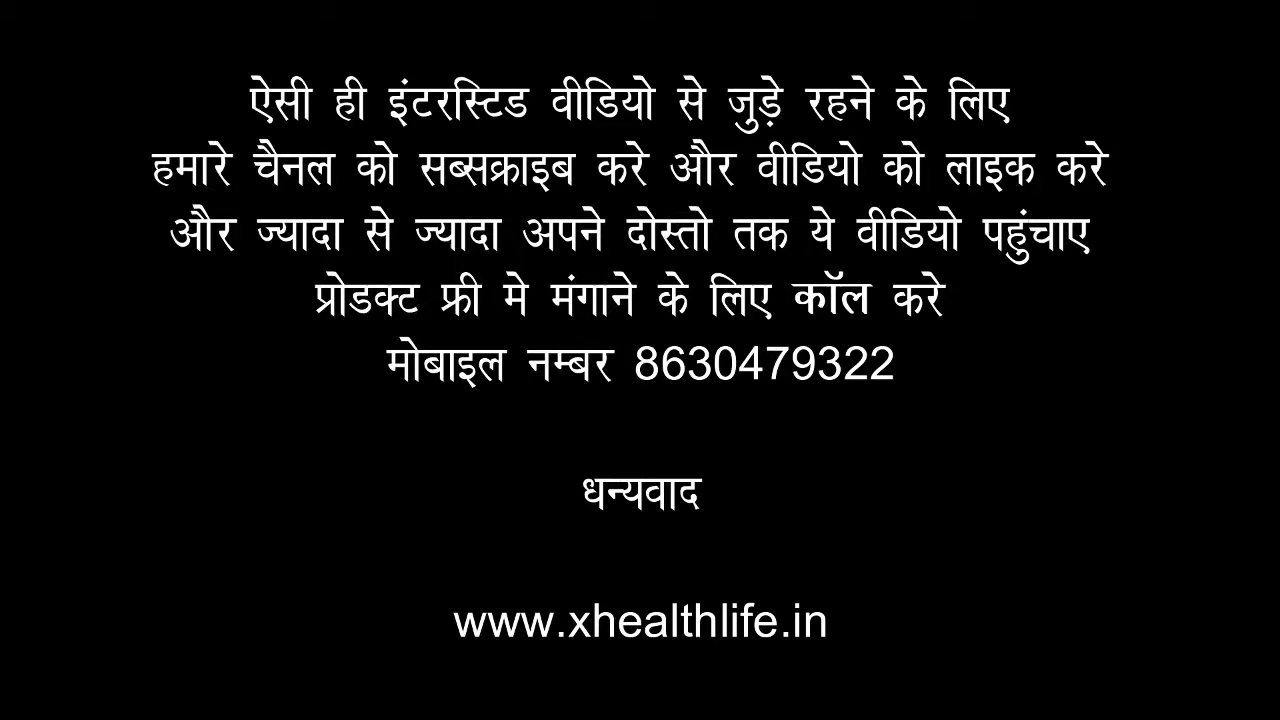 ऐसी ही इंटरस्टिड वीडियो से जुड़े रहने के लिए
हमारे चैनल को सब्सक्राइब करे और वीडियो को लाइक करे
और ज्यादा से ज्यादा अपने दोस्तो तक ये वीडियो पहुंचाए
प्रोडक्ट फ्री मे मंगाने के लिए कॉल करे
मोबाइल नम्बर 8630479322
धन्यवाद
www.xhealthlife.in